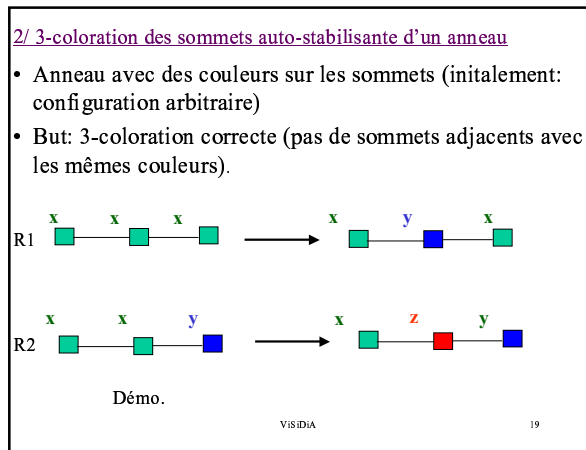 2/ 3-coloration des sommets auto-stabilisante d'un anneau
• Anneau avec des couleurs sur les sommets (initalement:
configuration arbitraire)
• But: 3-coloration correcte (pas de sommets adjacents avec
les mêmes couleurs).
x x x x y x
R1
x x y x z y
R2
Démo.
ViSiDiA 19